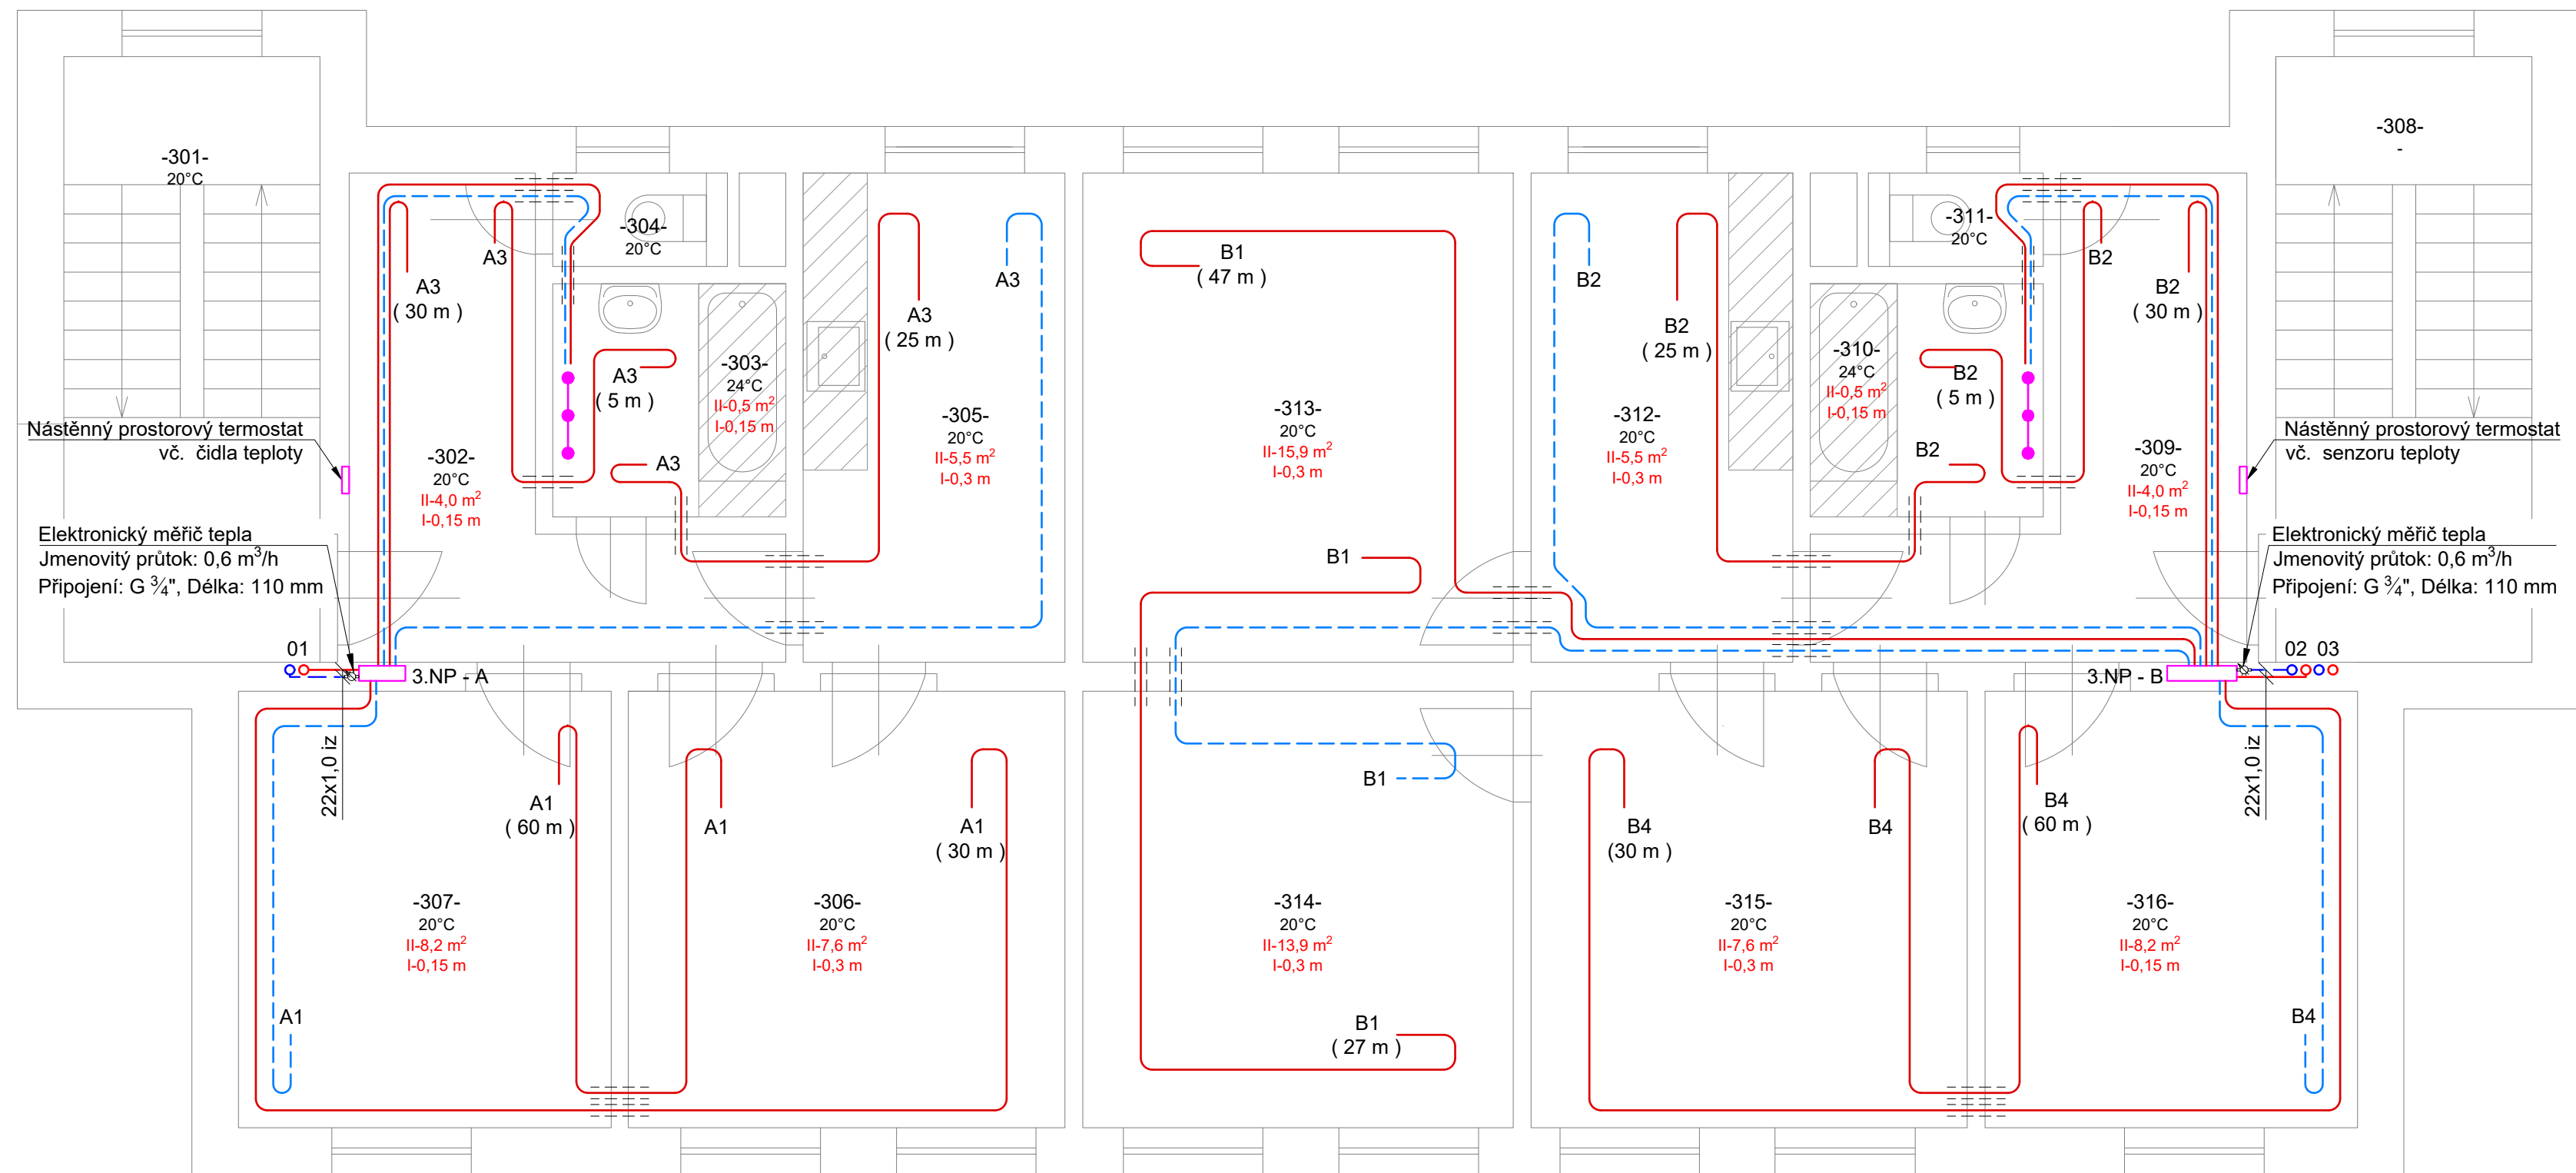 -301-
20°C
-308-
-
-304-
20°C
-311-
20°C
A3
A3
( 30 m )
A3
A3
( 25 m )
B1
( 47 m )
B2
B2
( 25 m )
B2
B2
( 30 m )
A3
( 5 m )
-303-
24°C
II-0,5 m²
I-0,15 m
-310-
24°C
II-0,5 m²
I-0,15 m
B2
( 5 m )
Nástěnný prostorový termostat
vč. čidla teploty
-302-
20°C
II-4,0 m²
I-0,15 m
A3
-305-
20°C
II-5,5 m²
I-0,3 m
-313-
20°C
II-15,9 m²
I-0,3 m
-312-
20°C
II-5,5 m²
I-0,3 m
B2
-309-
20°C
II-4,0 m²
I-0,15 m
Nástěnný prostorový termostat
vč. senzoru teploty
Elektronický měřič tepla
Jmenovitý průtok: 0,6 m³/h
Připojení: G ¾", Délka: 110 mm
B1
Elektronický měřič tepla
Jmenovitý průtok: 0,6 m³/h
Připojení: G ¾", Délka: 110 mm
01
3.NP - A
3.NP - B
02 03
22x1,0 iz
22x1,0 iz
A1
( 60 m )
A1
A1
( 30 m )
B1
B4
(30 m )
B4
B4
( 60 m )
-307-
20°C
II-8,2 m²
I-0,15 m
-306-
20°C
II-7,6 m²
I-0,3 m
-314-
20°C
II-13,9 m²
I-0,3 m
-315-
20°C
II-7,6 m²
I-0,3 m
-316-
20°C
II-8,2 m²
I-0,15 m
A1
B1
( 27 m )
B4